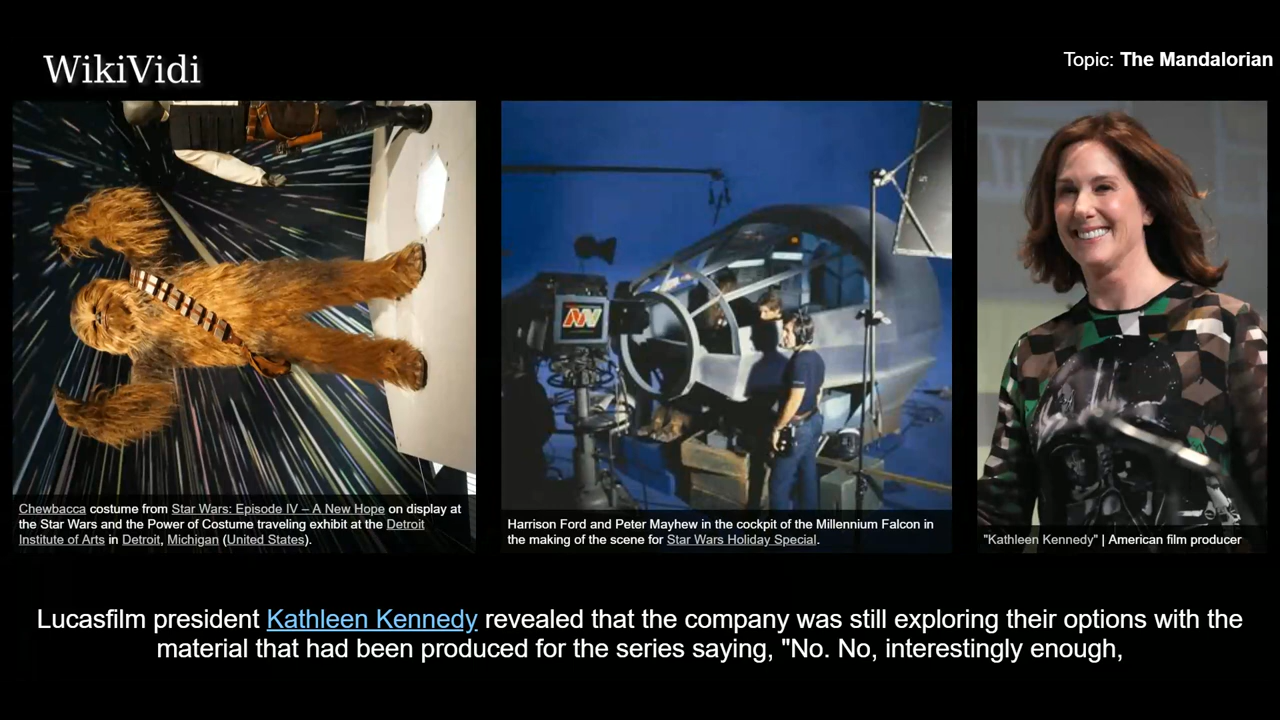 WikiVidi
Topic: The Mandalorian
Chewbacca costume from Star Wars: Episode IV – A New Hope on display at
the Star Wars and the Power of Costume traveling exhibit at the Detroit
Institute of Arts in Detroit, Michigan (United States).
Harrison Ford and Peter Mayhew in the cockpit of the Millennium Falcon in
the making of the scene for Star Wars Holiday Special.
"Kathleen Kennedy" | American film producer
Lucasfilm president Kathleen Kennedy revealed that the company was still exploring their options with the
material that had been produced for the series saying, "No. No, interestingly enough,